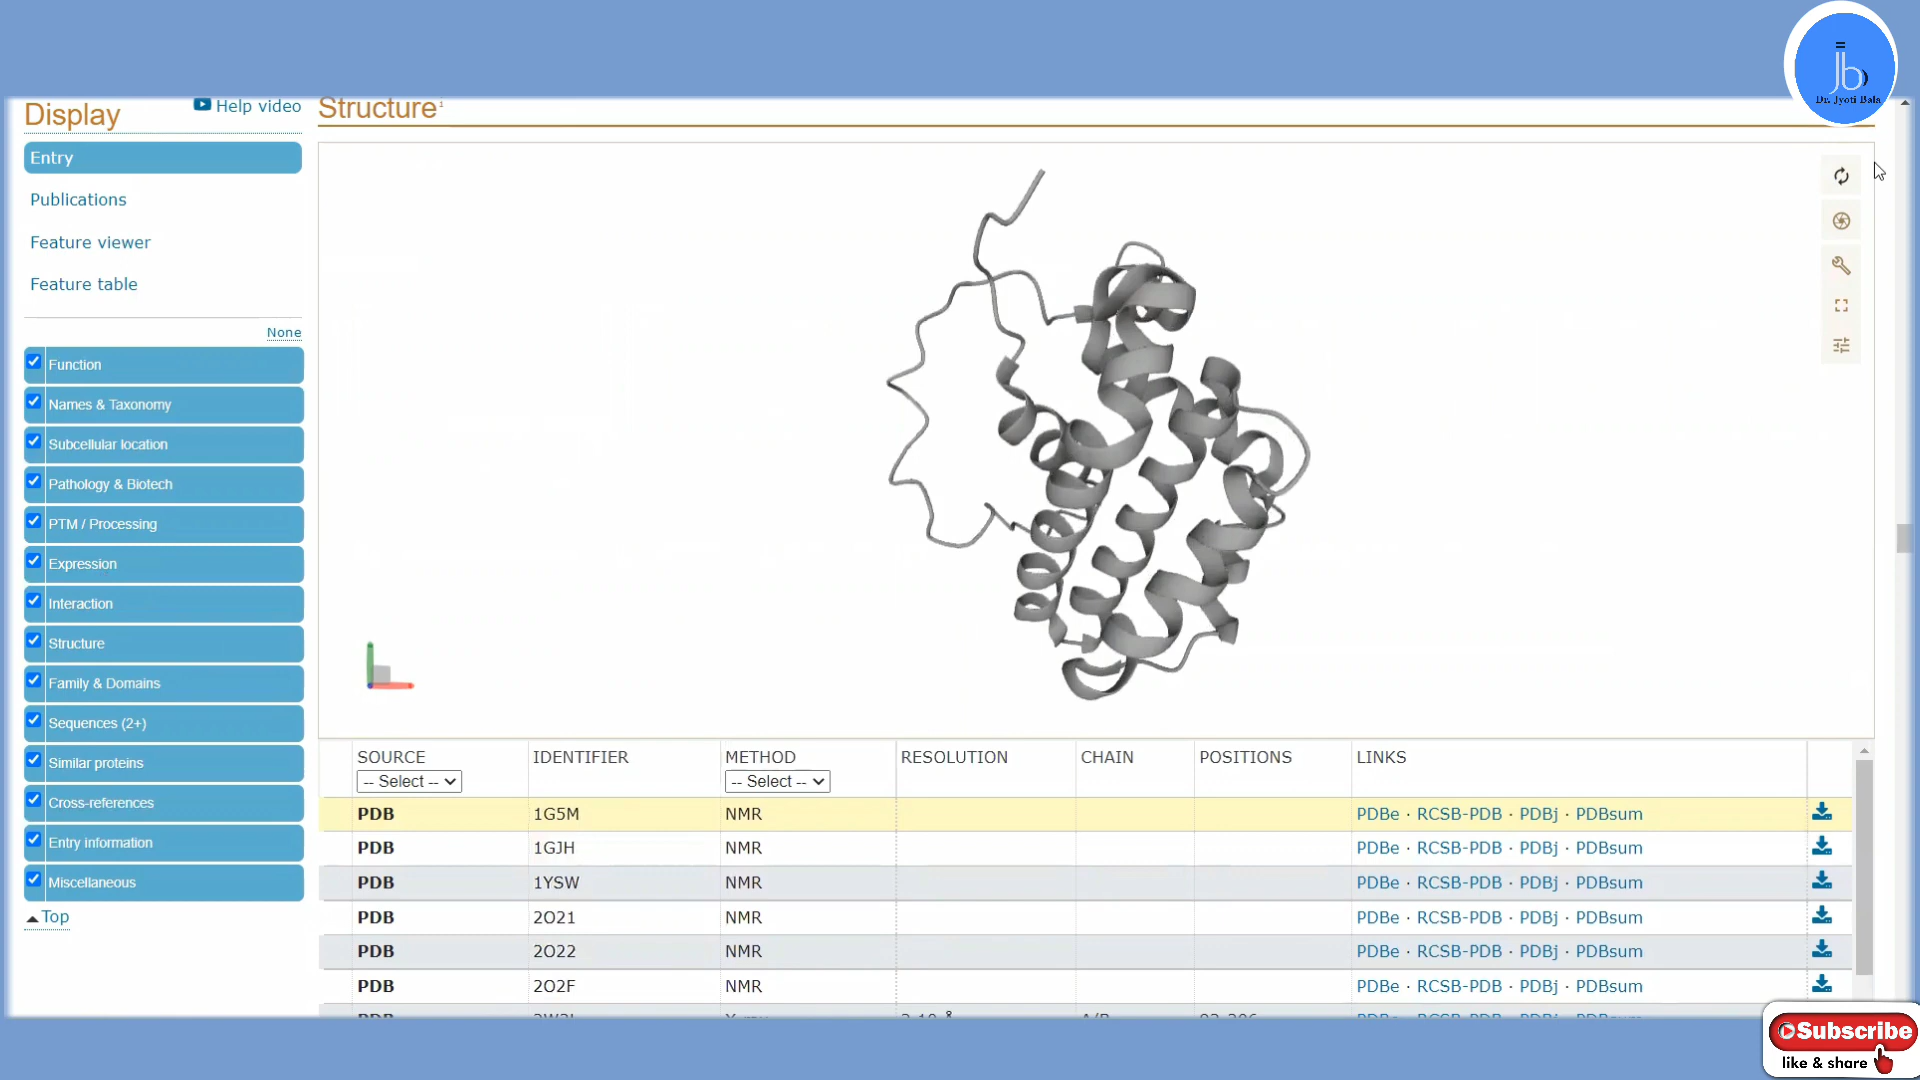 Display
Help video
Structure
Entry
Publications
Feature viewer
Feature table
None
Function
Names & Taxonomy
Subcellular location
Pathology & Biotech
PTM / Processing
Expression
Interaction
Structure
Family & Domains
Sequences (2+)
Similar proteins
Cross-references
Entry information
Miscellaneous
Top
SOURCE IDENTIFIER METHOD RESOLUTION CHAIN POSITIONS LINKS
-- Select -- -- Select --
PDB 1G5M NMR PDBe · RCSB-PDB · PDBj · PDBsum
PDB 1GJH NMR PDBe · RCSB-PDB · PDBj · PDBsum
PDB 1YSW NMR PDBe · RCSB-PDB · PDBj · PDBsum
PDB 2O21 NMR PDBe · RCSB-PDB · PDBj · PDBsum
PDB 2O22 NMR PDBe · RCSB-PDB · PDBj · PDBsum
PDB 2O2F NMR PDBe · RCSB-PDB · PDBj · PDBsum
jb
Dr. Jyoti Bala
Subscribe
like & share